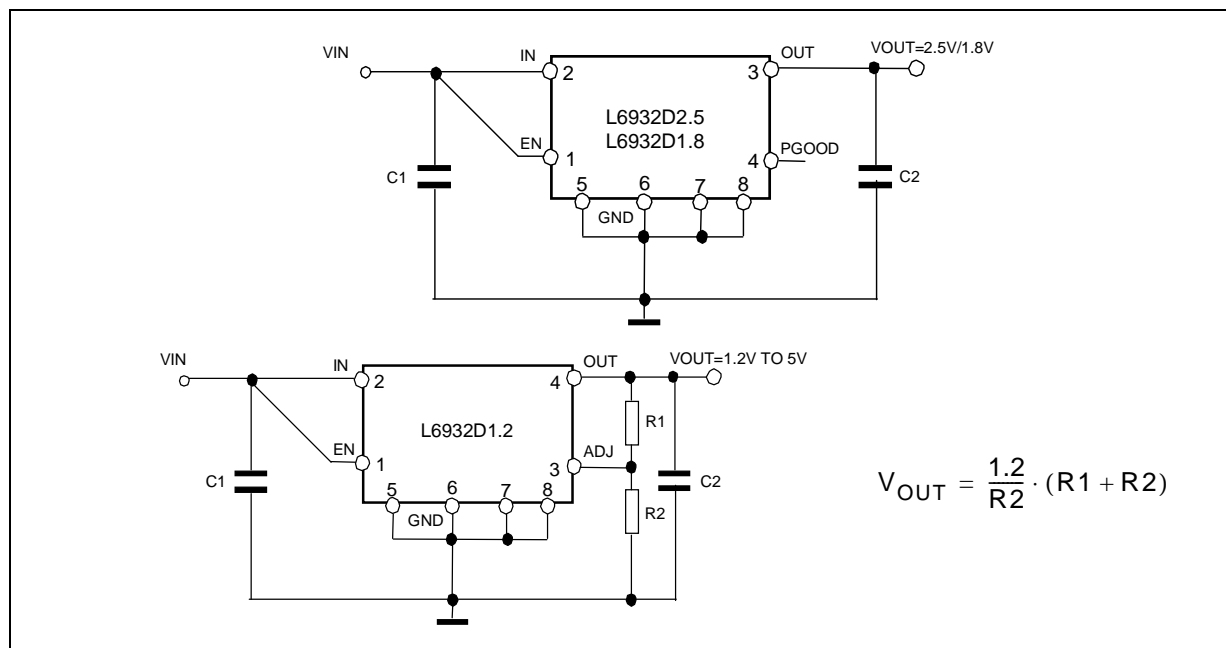 VIN
IN
2
OUT
3
VOUT=2.5V/1.8V
L6932D2.5
L6932D1.8
EN
1
PGOOD
4
C1
C2
5
6
7
8
GND
VIN
IN
2
OUT
4
VOUT=1.2V TO 5V
L6932D1.2
R1
EN
1
ADJ
3
C1
C2
5
6
7
8
GND
R2
V_OUT = 1.2/R2 · (R1 + R2)